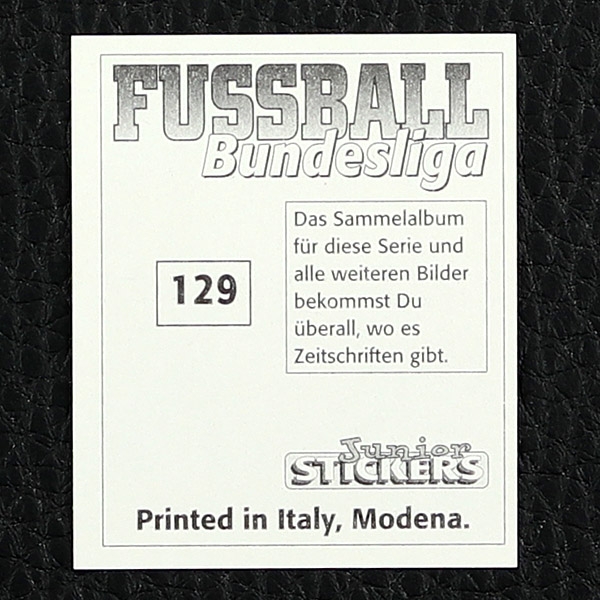 FUSSBALL
Bundesliga
Das Sammelalbum
für diese Serie und
alle weiteren Bilder
bekommst Du
überall, wo es
Zeitschriften gibt.
129
Junior
STICKERS
Printed in Italy, Modena.